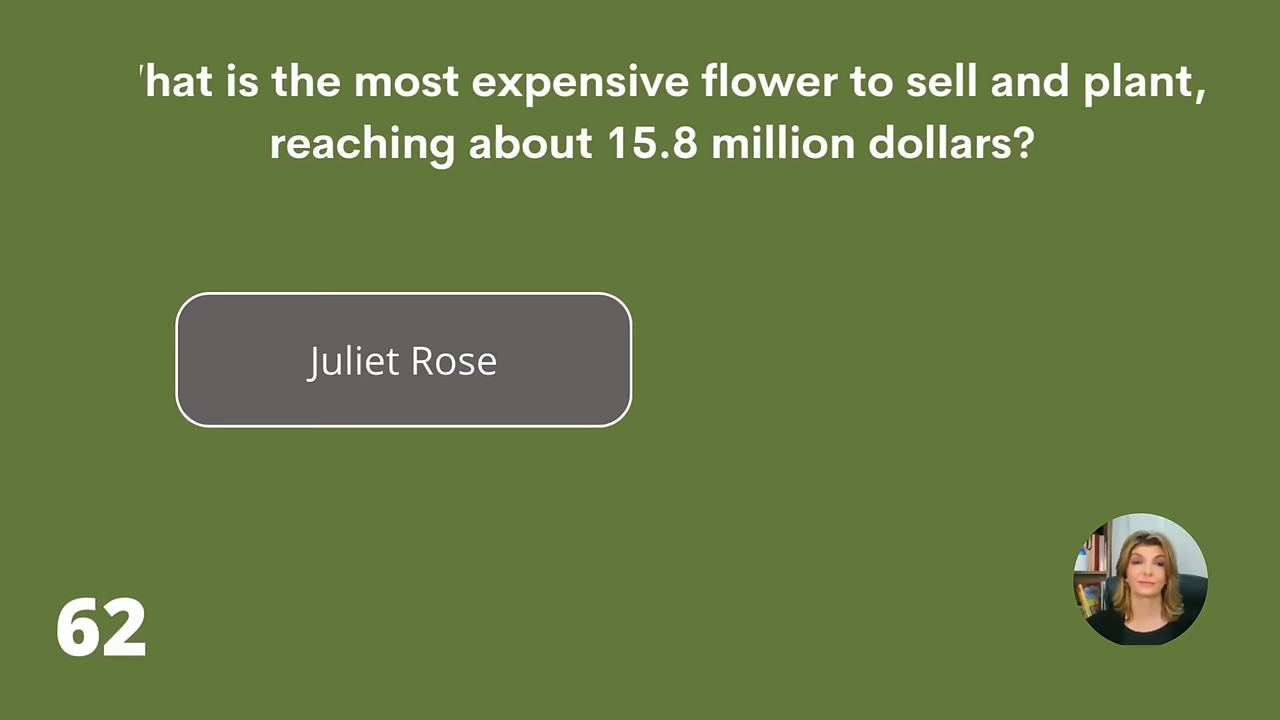 hat is the most expensive flower to sell and plant,
reaching about 15.8 million dollars?
Juliet Rose
62